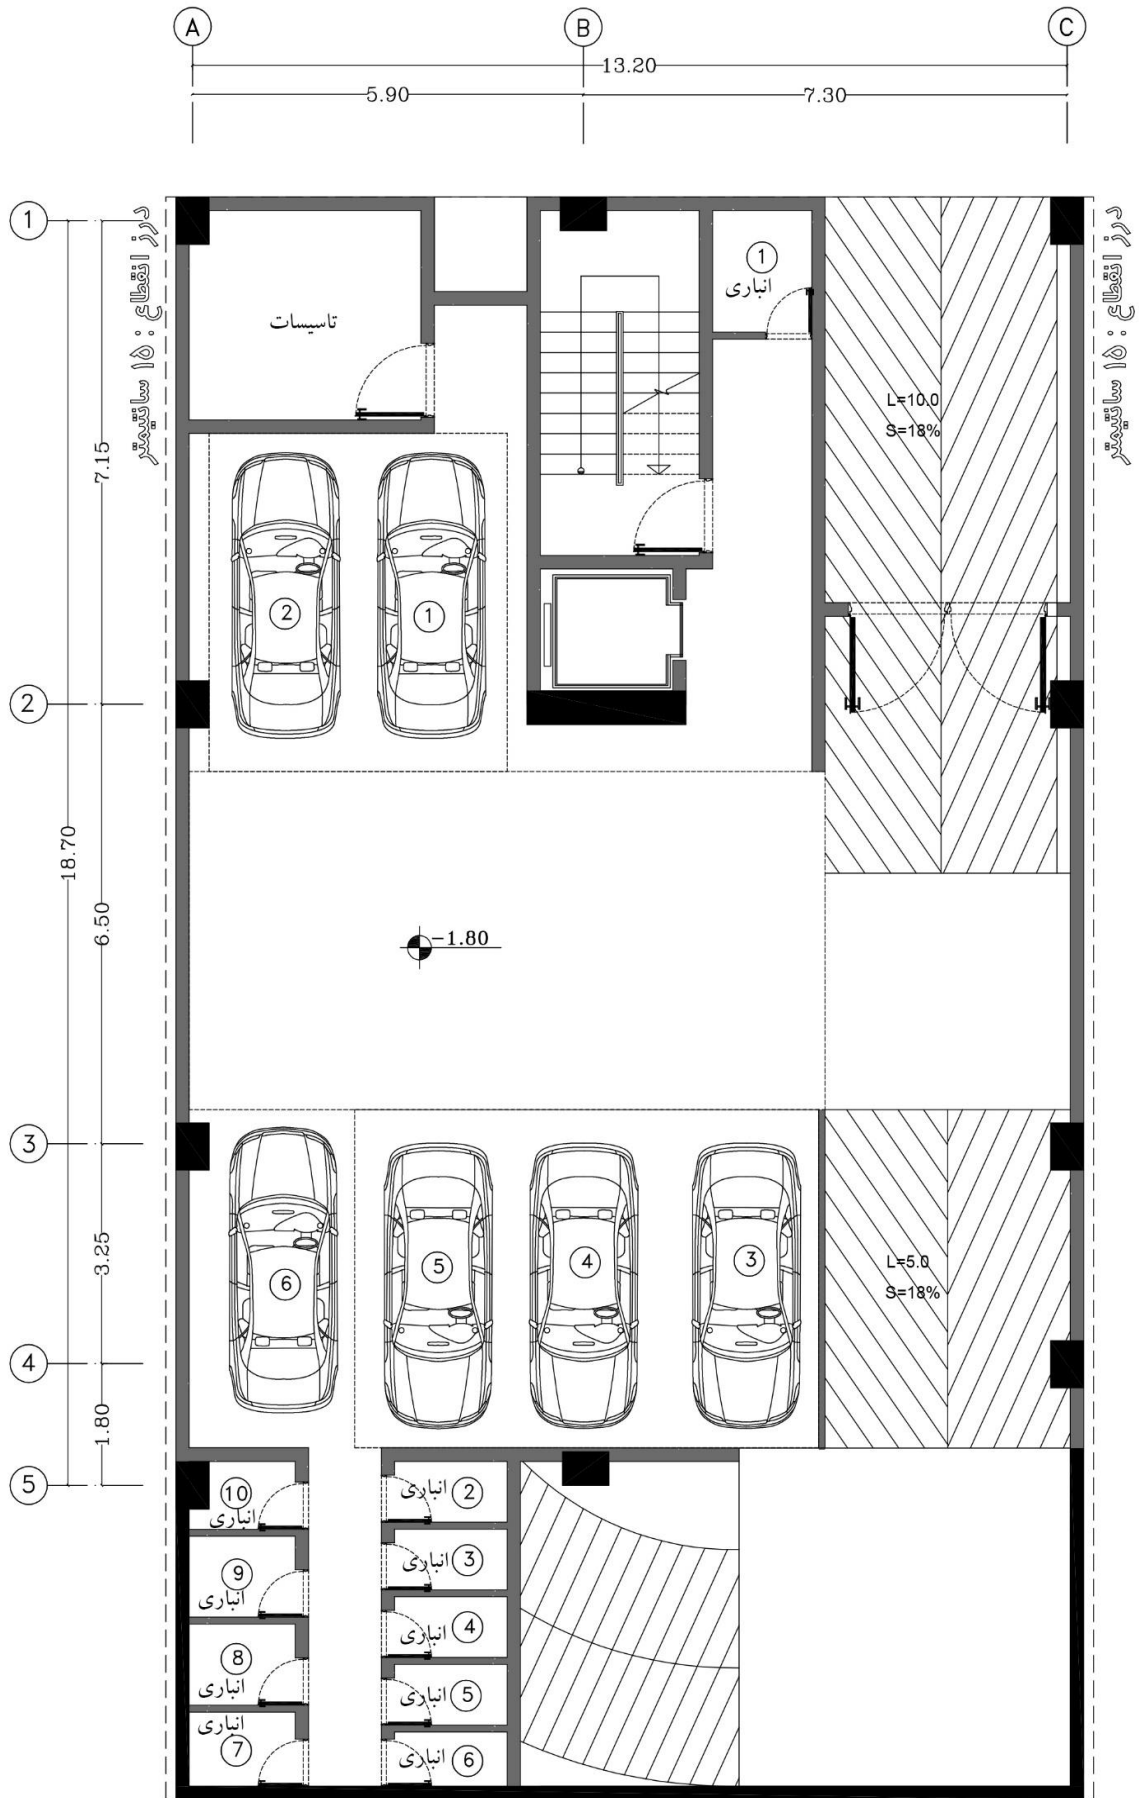 A
B
C
13.20
5.90
7.30
1
درز انقطاع : ۱۵ سانتیمتر
درز انقطاع : ۱۵ سانتیمتر
1
انباری
تاسیسات
L=10.0
S=18%
7.15
2
1
2
18.70
6.50
-1.80
3
3.25
6
5
4
3
L=5.0
S=18%
4
1.80
5
10
انباری
انباری 2
انباری 3
9
انباری
انباری 4
8
انباری
انباری 5
انباری
7
انباری 6